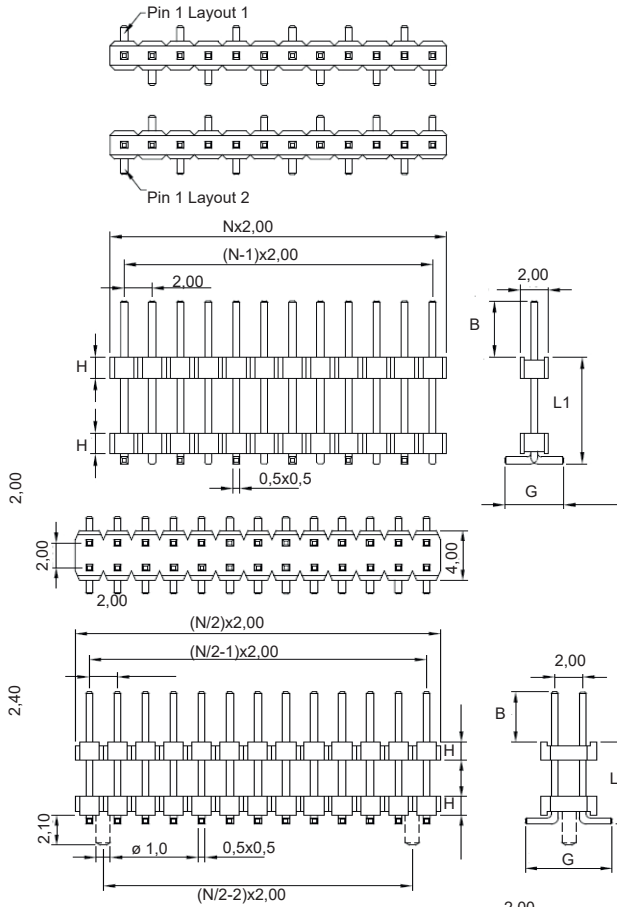 Pin 1 Layout 1
Pin 1 Layout 2
Nx2,00
(N-1)x2,00
2,00
2,00
B
H
L1
H
0,5x0,5
G
2,00
2,00
4,00
2,00
(N/2)x2,00
(N/2-1)x2,00
2,00
2,40
B
H
L
H
2,10
ø 1,0
0,5x0,5
G
(N/2-2)x2,00
2,00